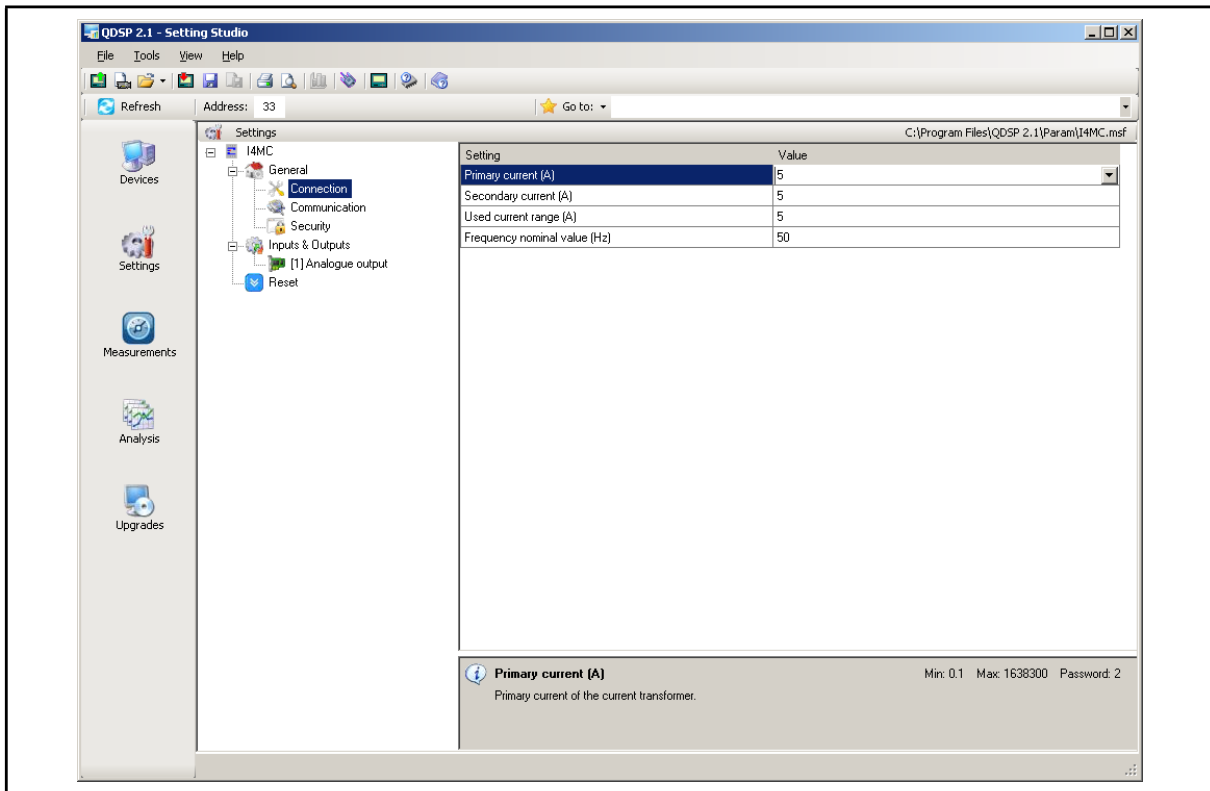 QDSP 2.1 - Setting Studio
File Tools View Help
Refresh Address: 33 Go to:
Settings C:\Program Files\QDSP 2.1\Param\I4MC.msf
Devices
Settings
Measurements
Analysis
Upgrades
I4MC
General
Connection
Communication
Security
Inputs & Outputs
[1] Analogue output
Reset
Setting Value
Primary current (A) 5
Secondary current (A) 5
Used current range (A) 5
Frequency nominal value (Hz) 50
Primary current (A) Min: 0.1 Max: 1638300 Password: 2
Primary current of the current transformer.